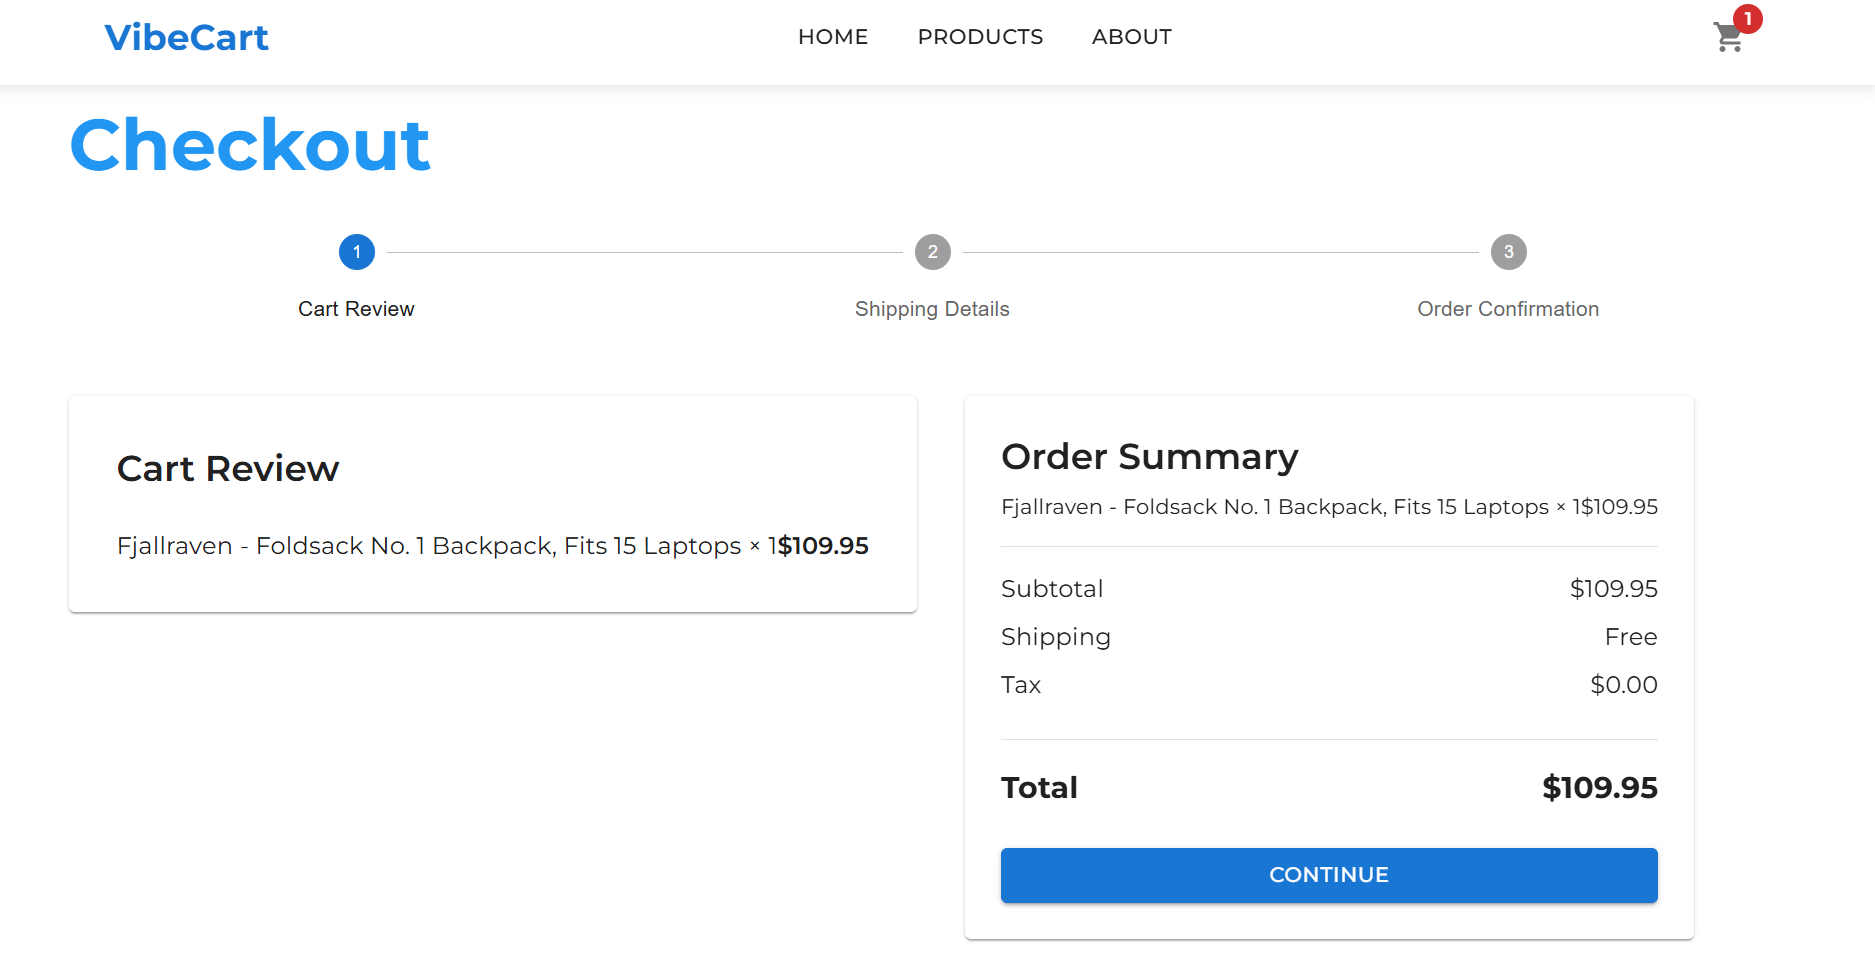 VibeCart
HOME PRODUCTS ABOUT
1
Checkout
1 2 3
Cart Review Shipping Details Order Confirmation
Cart Review
Fjallraven - Foldsack No. 1 Backpack, Fits 15 Laptops × 1$109.95
Order Summary
Fjallraven - Foldsack No. 1 Backpack, Fits 15 Laptops × 1$109.95
Subtotal $109.95
Shipping Free
Tax $0.00
Total $109.95
CONTINUE